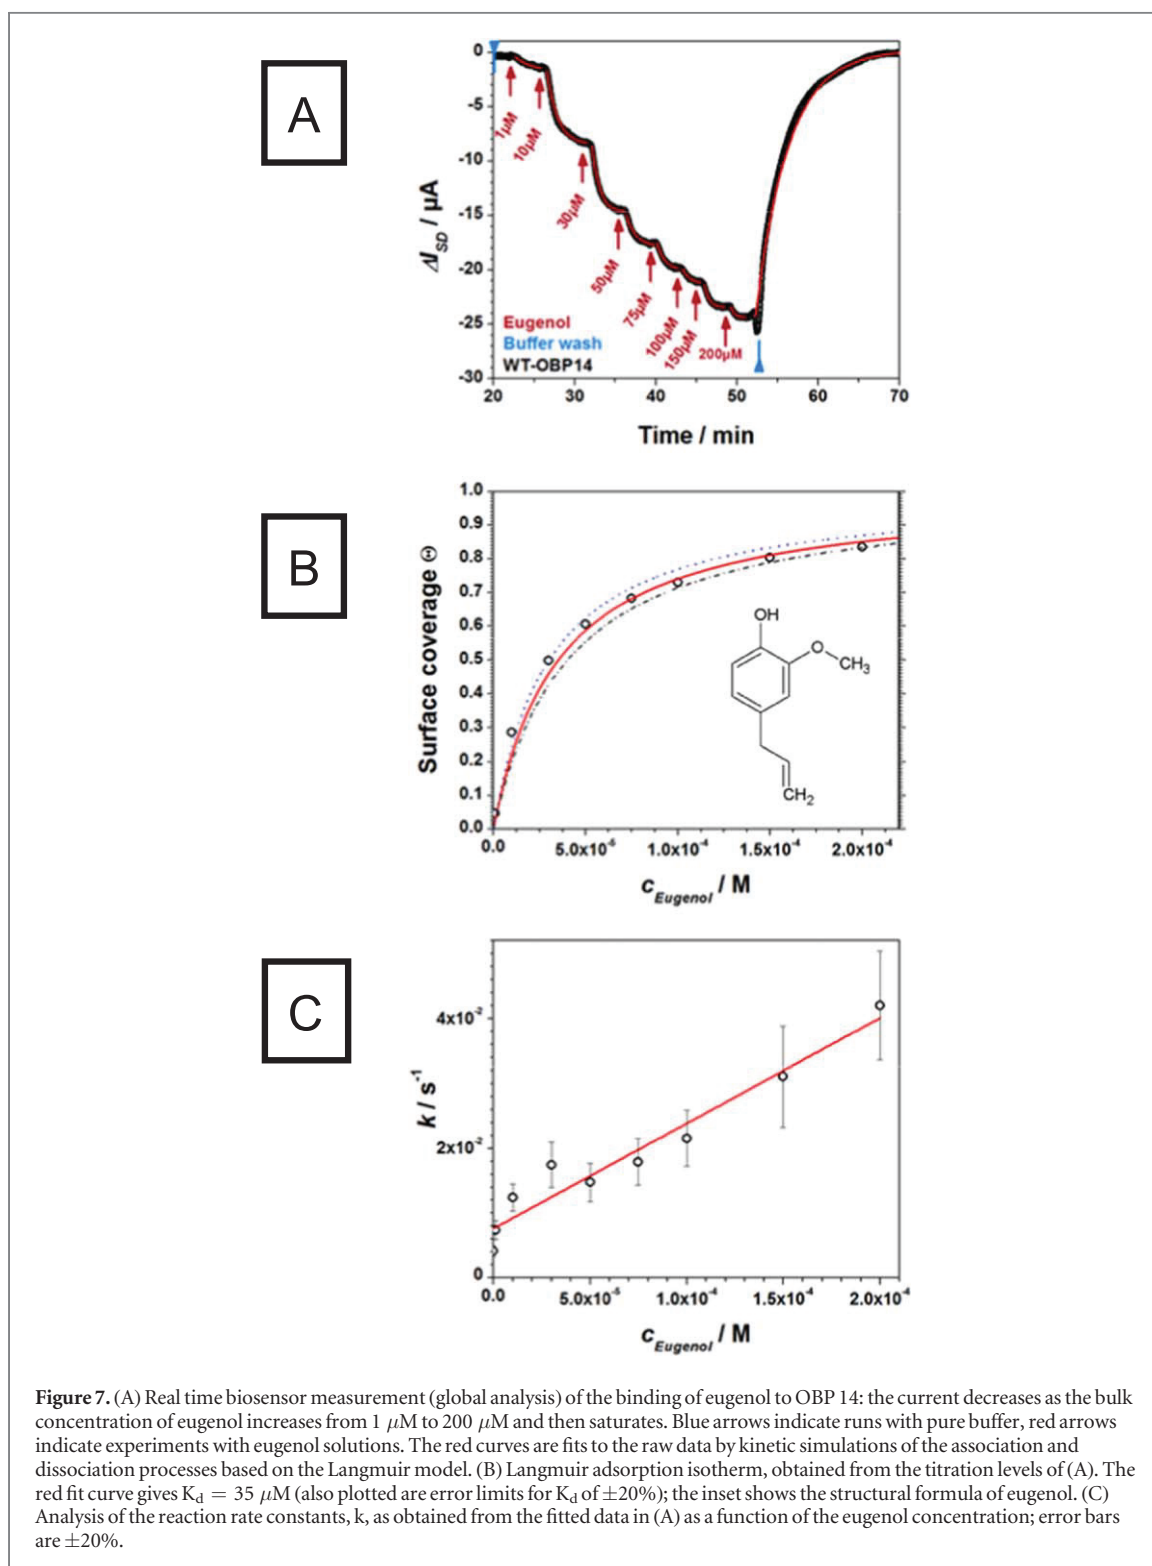 A
0
-5
-10
-15
-20
-25
-30
ΔI_SD / µA
1µM
10µM
30µM
50µM
75µM
100µM
150µM
200µM
Eugenol
Buffer wash
WT-OBP14
20 30 40 50 60 70
Time / min
B
1.0
0.9
0.8
0.7
0.6
0.5
0.4
0.3
0.2
0.1
0.0
Surface coverage Θ
OH
O
CH₃
CH₂
0.0 5.0x10⁻⁵ 1.0x10⁻⁴ 1.5x10⁻⁴ 2.0x10⁻⁴
c_Eugenol / M
C
4x10⁻²
2x10⁻²
0
k / s⁻¹
0.0 5.0x10⁻⁵ 1.0x10⁻⁴ 1.5x10⁻⁴ 2.0x10⁻⁴
c_Eugenol / M
Figure 7. (A) Real time biosensor measurement (global analysis) of the binding of eugenol to OBP 14: the current decreases as the bulk
concentration of eugenol increases from 1 μM to 200 μM and then saturates. Blue arrows indicate runs with pure buffer, red arrows
indicate experiments with eugenol solutions. The red curves are fits to the raw data by kinetic simulations of the association and
dissociation processes based on the Langmuir model. (B) Langmuir adsorption isotherm, obtained from the titration levels of (A). The
red fit curve gives K_d = 35 μM (also plotted are error limits for K_d of ±20%); the inset shows the structural formula of eugenol. (C)
Analysis of the reaction rate constants, k, as obtained from the fitted data in (A) as a function of the eugenol concentration; error bars
are ±20%.